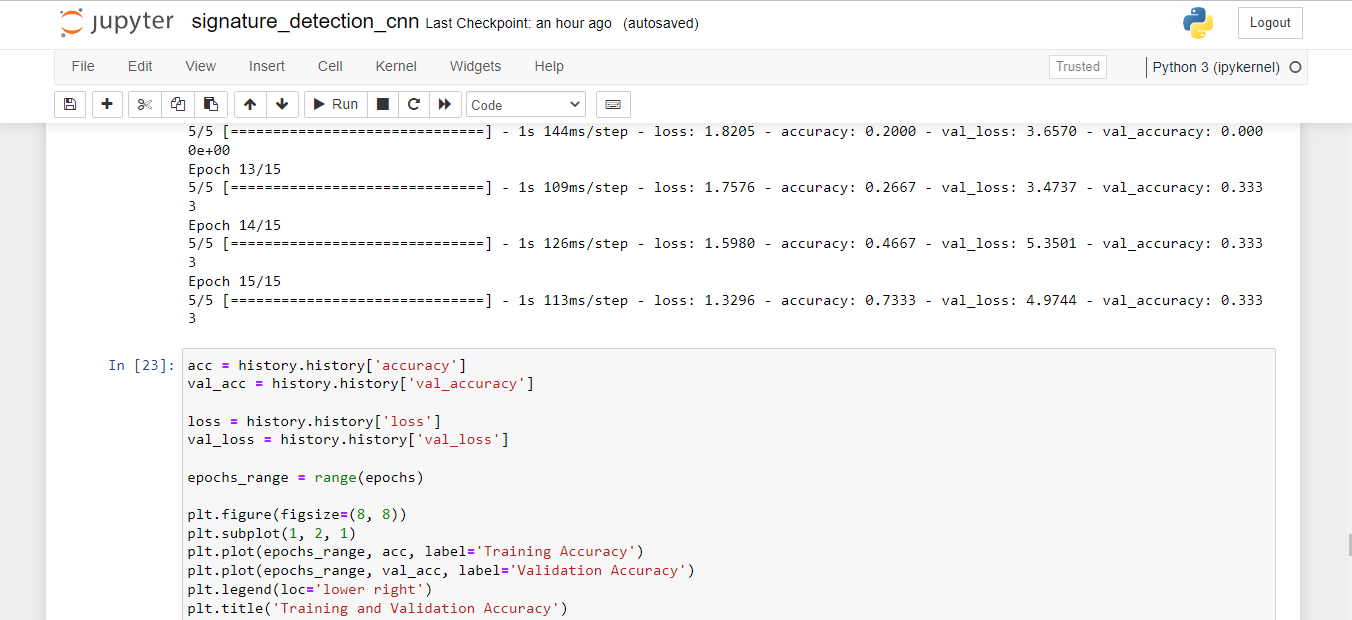 jupyter signature_detection_cnn Last Checkpoint: an hour ago (autosaved) Logout
File Edit View Insert Cell Kernel Widgets Help Trusted Python 3 (ipykernel)
Run Code
5/5 [==============================] - 1s 144ms/step - loss: 1.8205 - accuracy: 0.2000 - val_loss: 3.6570 - val_accuracy: 0.000
0e+00
Epoch 13/15
5/5 [==============================] - 1s 109ms/step - loss: 1.7576 - accuracy: 0.2667 - val_loss: 3.4737 - val_accuracy: 0.333
3
Epoch 14/15
5/5 [==============================] - 1s 126ms/step - loss: 1.5980 - accuracy: 0.4667 - val_loss: 5.3501 - val_accuracy: 0.333
3
Epoch 15/15
5/5 [==============================] - 1s 113ms/step - loss: 1.3296 - accuracy: 0.7333 - val_loss: 4.9744 - val_accuracy: 0.333
3
In [23]: acc = history.history['accuracy']
val_acc = history.history['val_accuracy']
loss = history.history['loss']
val_loss = history.history['val_loss']
epochs_range = range(epochs)
plt.figure(figsize=(8, 8))
plt.subplot(1, 2, 1)
plt.plot(epochs_range, acc, label='Training Accuracy')
plt.plot(epochs_range, val_acc, label='Validation Accuracy')
plt.legend(loc='lower right')
plt.title('Training and Validation Accuracy')